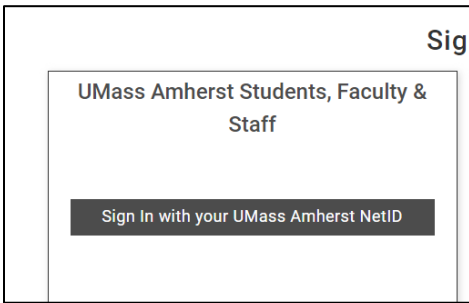 Sig
UMass Amherst Students, Faculty &
Staff
Sign In with your UMass Amherst NetID